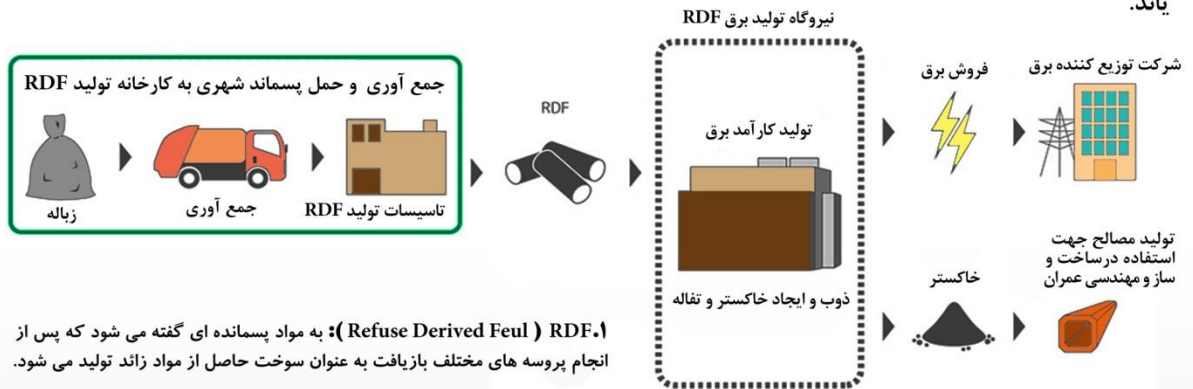 یابد.
نیروگاه تولید برق RDF
جمع آوری و حمل پسماند شهری به کارخانه تولید RDF
زباله
جمع آوری
تاسیسات تولید RDF
RDF
تولید کارآمد برق
ذوب و ایجاد خاکستر و تفاله
فروش برق
شرکت توزیع کننده برق
خاکستر
تولید مصالح جهت
استفاده درساخت و
ساز و مهندسی عمران
۱.RDF ( Refuse Derived Feul ): به مواد پسمانده ای گفته می شود که پس از
انجام پروسه های مختلف بازیافت به عنوان سوخت حاصل از مواد زائد تولید می شود.